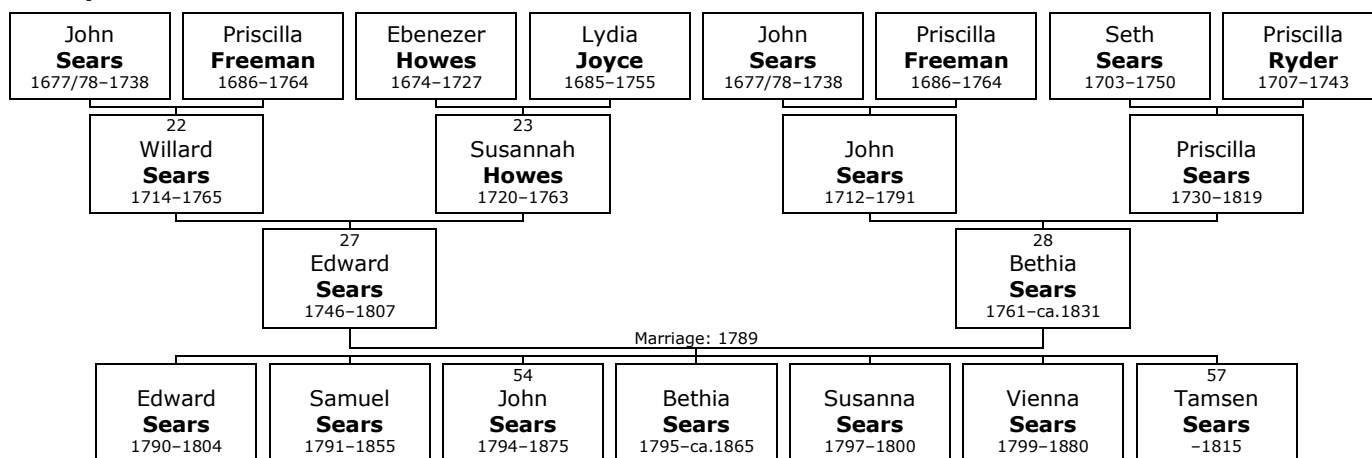 John
Sears
1677/78–1738
Priscilla
Freeman
1686–1764
Ebenezer
Howes
1674–1727
Lydia
Joyce
1685–1755
John
Sears
1677/78–1738
Priscilla
Freeman
1686–1764
Seth
Sears
1703–1750
Priscilla
Ryder
1707–1743
22
Willard
Sears
1714–1765
23
Susannah
Howes
1720–1763
John
Sears
1712–1791
Priscilla
Sears
1730–1819
27
Edward
Sears
1746–1807
28
Bethia
Sears
1761–ca.1831
Marriage: 1789
Edward
Sears
1790–1804
Samuel
Sears
1791–1855
54
John
Sears
1794–1875
Bethia
Sears
1795–ca.1865
Susanna
Sears
1797–1800
Vienna
Sears
1799–1880
57
Tamsen
Sears
–1815